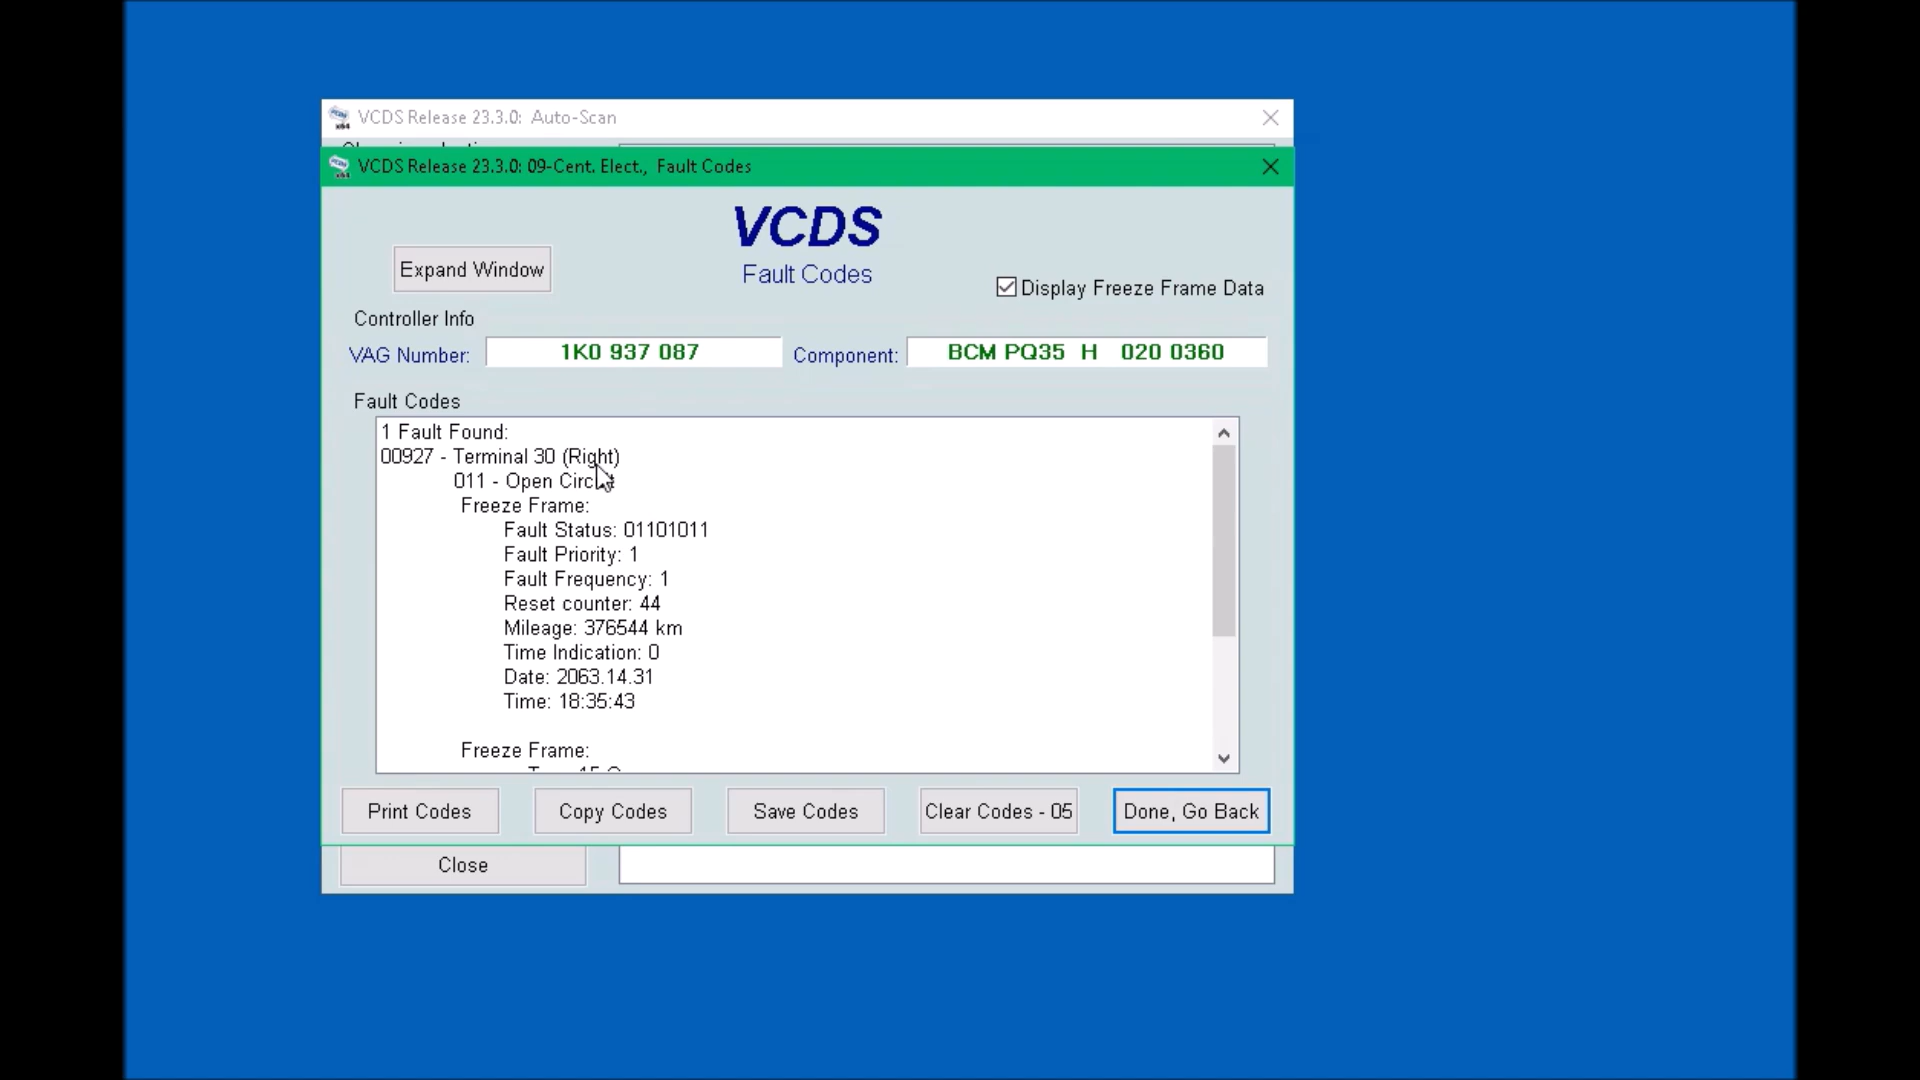 VCDS Release 23.3.0: Auto-Scan
VCDS Release 23.3.0: 09-Cent. Elect., Fault Codes
VCDS
Fault Codes
Expand Window
Display Freeze Frame Data
Controller Info
VAG Number: 1K0 937 087 Component: BCM PQ35 H 020 0360
Fault Codes
1 Fault Found:
00927 - Terminal 30 (Right)
011 - Open
Freeze Frame:
Fault Status: 01101011
Fault Priority: 1
Fault Frequency: 1
Reset counter: 44
Mileage: 376544 km
Time Indication: 0
Date: 2063.14.31
Time: 18:35:43
Freeze Frame:
Print Codes Copy Codes Save Codes Clear Codes - 05 Done, Go Back
Close